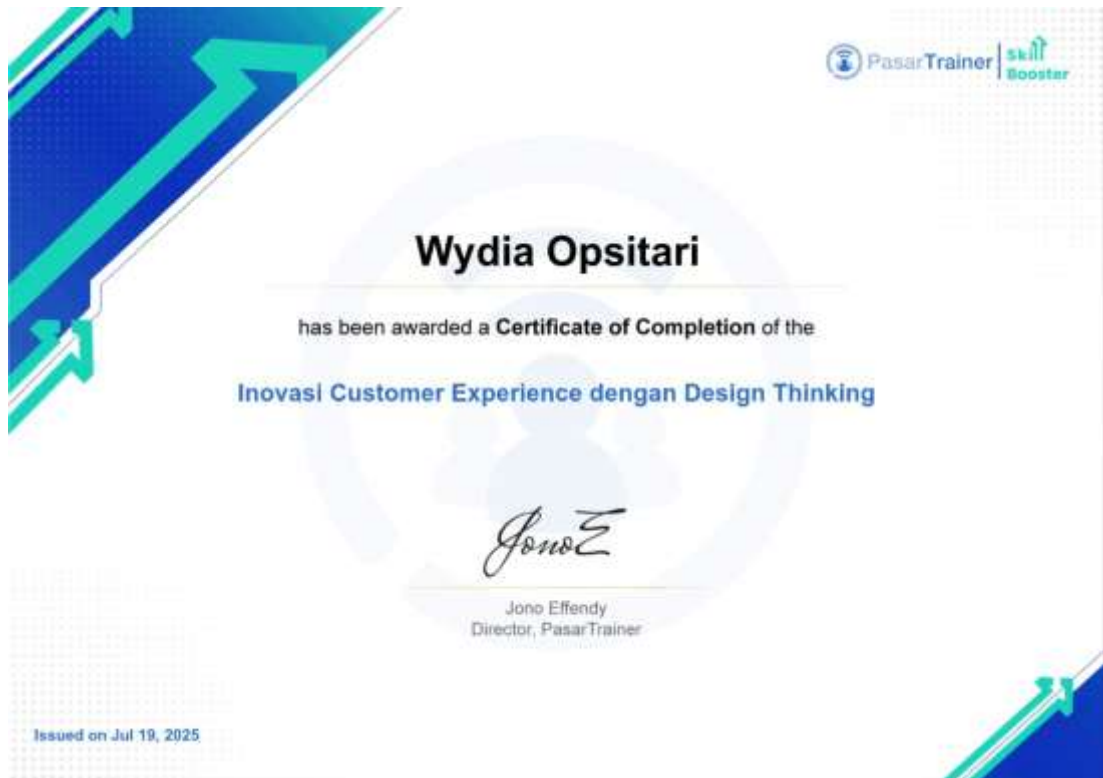 PasarTrainer
Skill
Booster
Wydia Opsitari
has been awarded a Certificate of Completion of the
Inovasi Customer Experience dengan Design Thinking
JonoE
Jono Effendy
Director, PasarTrainer
Issued on Jul 19, 2025